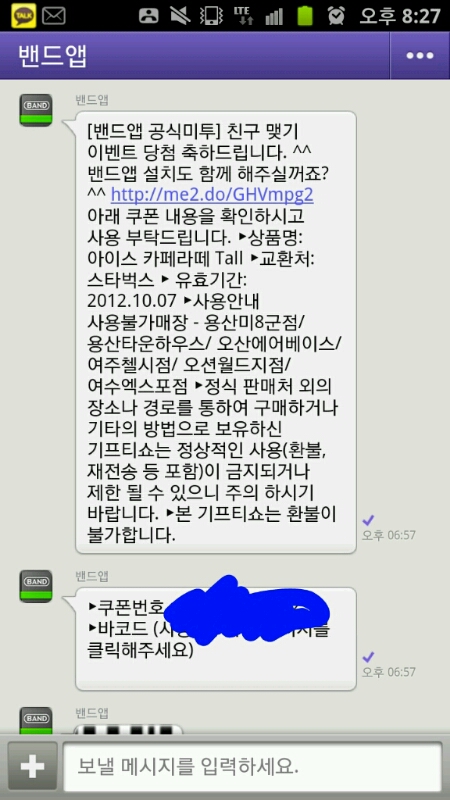 TALK
LTE
오후 8:27
밴드앱
밴드앱
BAND
[밴드앱 공식미투] 친구 맺기
이벤트 당첨 축하드립니다. ^^
밴드앱 설치도 함께 해주실꺼죠?
^^ http://me2.do/GHVmpg2
아래 쿠폰 내용을 확인하시고
사용 부탁드립니다. ▶상품명:
아이스 카페라떼 Tall ▶교환처:
스타벅스 ▶ 유효기간:
2012.10.07 ▶사용안내
사용불가매장 - 용산미8군점/
용산타운하우스/ 오산에어베이스/
여주첼시점/ 오션월드지점/
여수엑스포점 ▶정식 판매처 외의
장소나 경로를 통하여 구매하거나
기타의 방법으로 보유하신
기프티쇼는 정상적인 사용(환불,
재전송 등 포함)이 금지되거나
제한 될 수 있으니 주의 하시기
바랍니다. ▶본 기프티쇼는 환불이
불가합니다.
오후 06:57
밴드앱
BAND
▶쿠폰번호
▶바코드
클릭해주세요)
오후 06:57
밴드앱
BAND
보낼 메시지를 입력하세요.